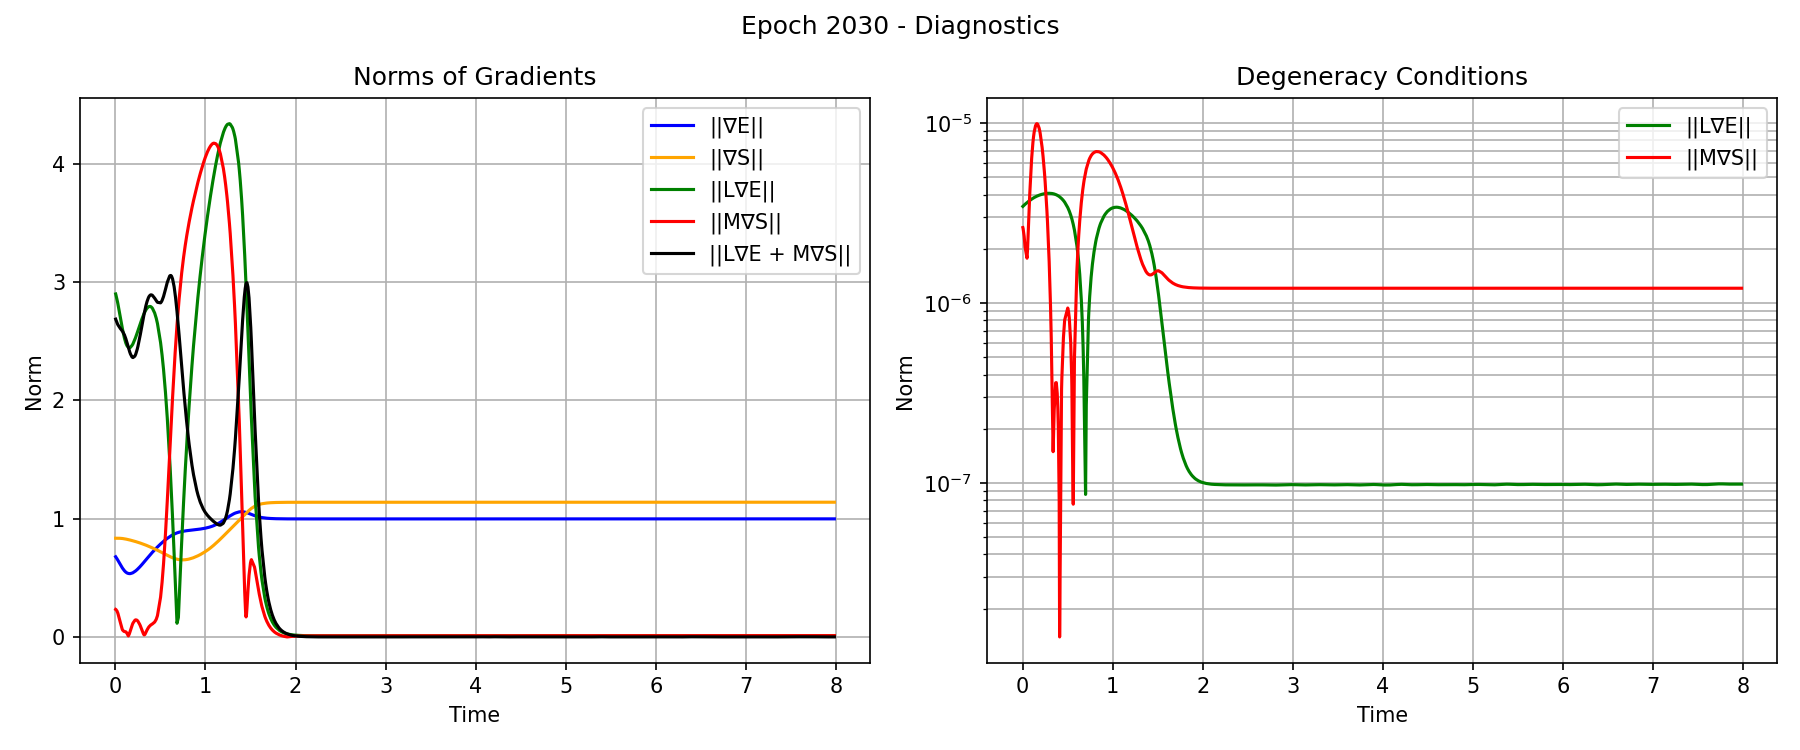 Epoch 2030 - Diagnostics
Norms of Gradients
Norm
4
3
2
1
0
0 1 2 3 4 5 6 7 8
Time
||∇E||
||∇S||
||L∇E||
||M∇S||
||L∇E + M∇S||
Degeneracy Conditions
Norm
10⁻⁵
10⁻⁶
10⁻⁷
0 1 2 3 4 5 6 7 8
Time
||L∇E||
||M∇S||